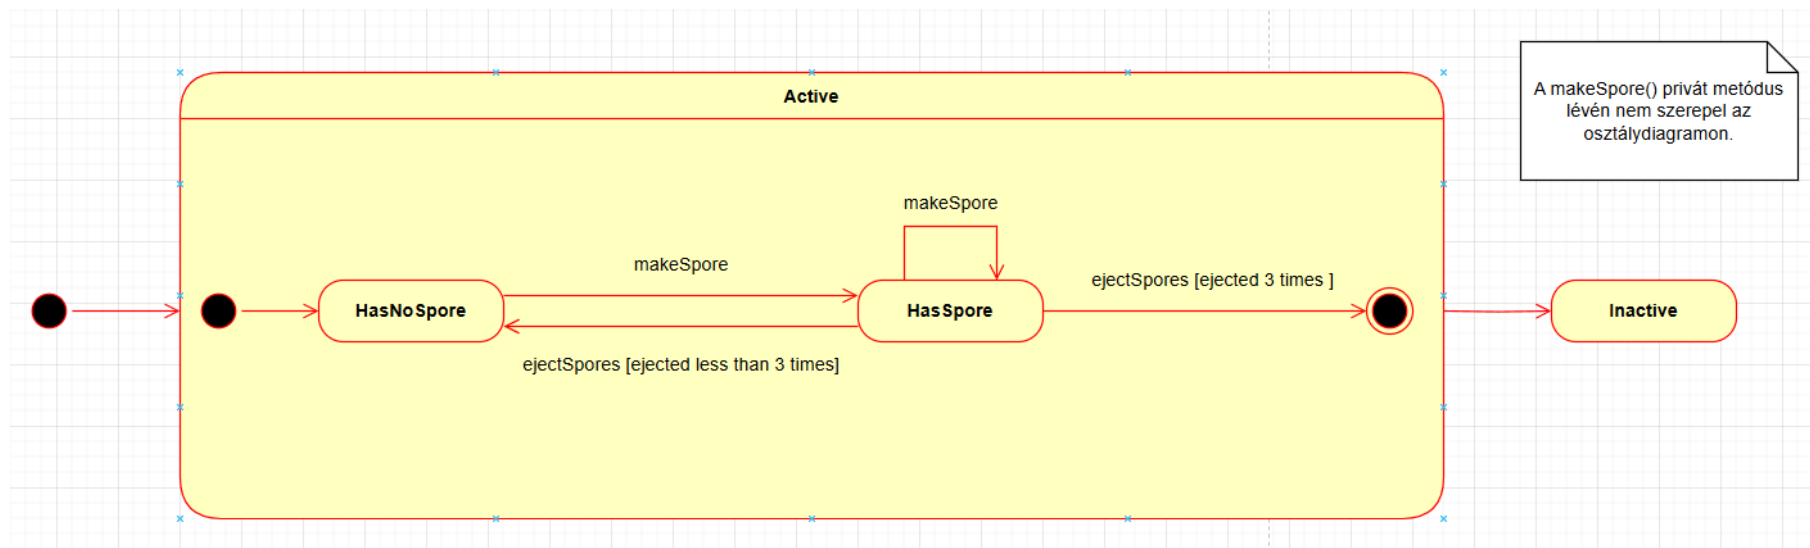 Active
A makeSpore() privát metódus
lévén nem szerepel az
osztálydiagramon.
makeSpore
makeSpore
ejectSpores [ejected 3 times ]
HasNoSpore
HasSpore
Inactive
ejectSpores [ejected less than 3 times]